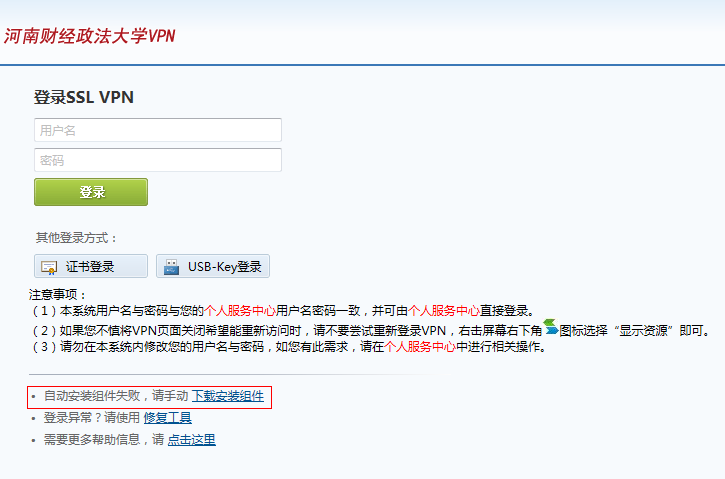 河南财经政法大学VPN
登录SSL VPN
用户名
密码
登录
其他登录方式：
证书登录 USB-Key登录
注意事项：
（1）本系统用户名与密码与您的个人服务中心用户名密码一致，并可由个人服务中心直接登录。
（2）如果您不慎将VPN页面关闭希望能重新访问时，请不要尝试重新登录VPN，右击屏幕右下角图标选择“显示资源”即可。
（3）请勿在本系统内修改您的用户名与密码，如您有此需求，请在个人服务中心中进行相关操作。
• 自动安装组件失败，请手动 下载安装组件
• 登录异常？请使用 修复工具
• 需要更多帮助信息，请 点击这里